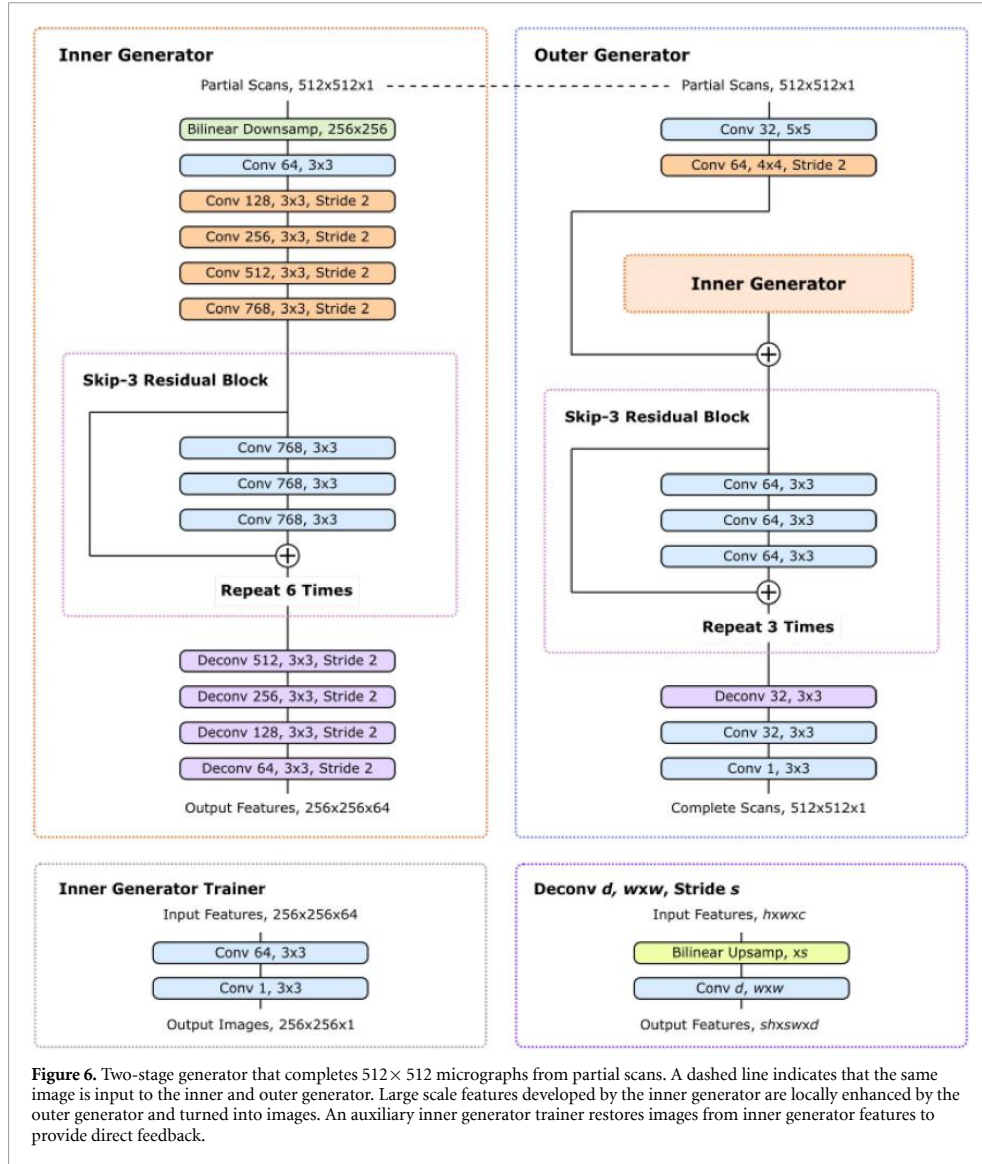 Inner Generator
Partial Scans, 512x512x1
Bilinear Downsamp, 256x256
Conv 64, 3x3
Conv 128, 3x3, Stride 2
Conv 256, 3x3, Stride 2
Conv 512, 3x3, Stride 2
Conv 768, 3x3, Stride 2
Skip-3 Residual Block
Conv 768, 3x3
Conv 768, 3x3
Conv 768, 3x3
Repeat 6 Times
Deconv 512, 3x3, Stride 2
Deconv 256, 3x3, Stride 2
Deconv 128, 3x3, Stride 2
Deconv 64, 3x3, Stride 2
Output Features, 256x256x64
Outer Generator
Partial Scans, 512x512x1
Conv 32, 5x5
Conv 64, 4x4, Stride 2
Inner Generator
Skip-3 Residual Block
Conv 64, 3x3
Conv 64, 3x3
Conv 64, 3x3
Repeat 3 Times
Deconv 32, 3x3
Conv 32, 3x3
Conv 1, 3x3
Complete Scans, 512x512x1
Inner Generator Trainer
Input Features, 256x256x64
Conv 64, 3x3
Conv 1, 3x3
Output Images, 256x256x1
Deconv d, wxw, Stride s
Input Features, hxwxc
Bilinear Upsamp, xs
Conv d, wxw
Output Features, shxswxd
Figure 6. Two-stage generator that completes 512× 512 micrographs from partial scans. A dashed line indicates that the same
image is input to the inner and outer generator. Large scale features developed by the inner generator are locally enhanced by the
outer generator and turned into images. An auxiliary inner generator trainer restores images from inner generator features to
provide direct feedback.